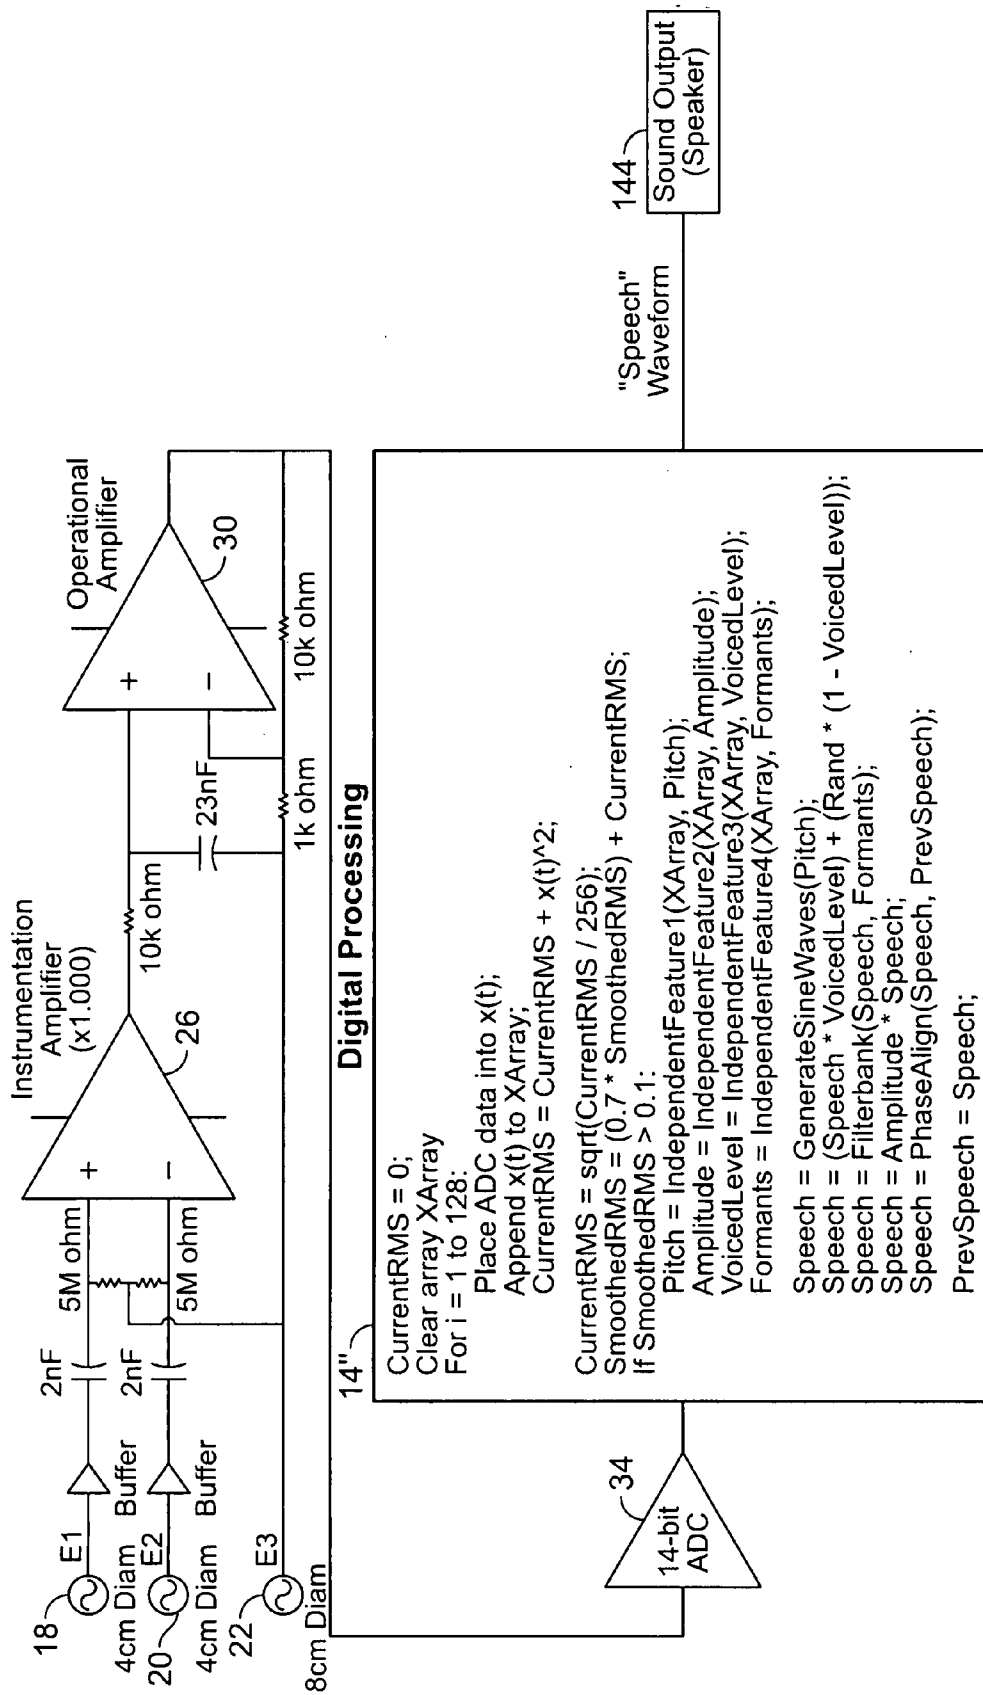 18
E1
4cm Diam
Buffer
2nF
5M ohm
20
E2
4cm Diam
Buffer
2nF
5M ohm
22
E3
8cm Diam
Instrumentation
Amplifier
(x1.000)
+
−
26
10k ohm
23nF
1k ohm
Operational
Amplifier
+
−
30
10k ohm
Digital Processing
14"
CurrentRMS = 0;
Clear array XArray
For i = 1 to 128:
Place ADC data into x(t);
Append x(t) to XArray;
CurrentRMS = CurrentRMS + x(t)^2;
CurrentRMS = sqrt(CurrentRMS / 256);
SmoothedRMS = (0.7 * SmoothedRMS) + CurrentRMS;
If SmoothedRMS > 0.1:
Pitch = IndependentFeature1(XArray, Pitch);
Amplitude = IndependentFeature2(XArray, Amplitude);
VoicedLevel = IndependentFeature3(XArray, VoicedLevel);
Formants = IndependentFeature4(XArray, Formants);
Speech = GenerateSineWaves(Pitch);
Speech = (Speech * VoicedLevel) + (Rand * (1 - VoicedLevel));
Speech = Filterbank(Speech, Formants);
Speech = Amplitude * Speech;
Speech = PhaseAlign(Speech, PrevSpeech);
PrevSpeech = Speech;
34
14-bit
ADC
"Speech"
Waveform
144
Sound Output
(Speaker)